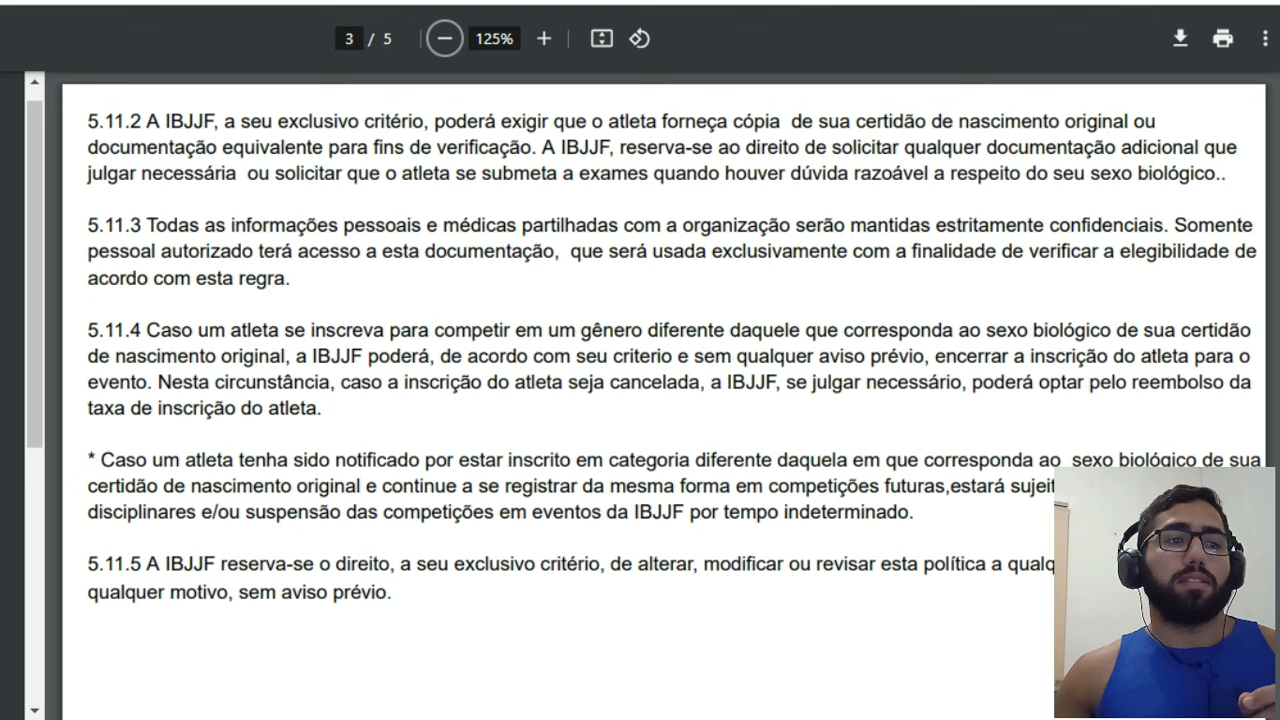 3 / 5
125%
5.11.2 A IBJJF, a seu exclusivo critério, poderá exigir que o atleta forneça cópia de sua certidão de nascimento original ou
documentação equivalente para fins de verificação. A IBJJF, reserva-se ao direito de solicitar qualquer documentação adicional que
julgar necessária ou solicitar que o atleta se submeta a exames quando houver dúvida razoável a respeito do seu sexo biológico..
5.11.3 Todas as informações pessoais e médicas partilhadas com a organização serão mantidas estritamente confidenciais. Somente
pessoal autorizado terá acesso a esta documentação, que será usada exclusivamente com a finalidade de verificar a elegibilidade de
acordo com esta regra.
5.11.4 Caso um atleta se inscreva para competir em um gênero diferente daquele que corresponda ao sexo biológico de sua certidão
de nascimento original, a IBJJF poderá, de acordo com seu criterio e sem qualquer aviso prévio, encerrar a inscrição do atleta para o
evento. Nesta circunstância, caso a inscrição do atleta seja cancelada, a IBJJF, se julgar necessário, poderá optar pelo reembolso da
taxa de inscrição do atleta.
* Caso um atleta tenha sido notificado por estar inscrito em categoria diferente daquela em que corresponda ao sexo biológico de sua
certidão de nascimento original e continue a se registrar da mesma forma em competições futuras,estará sujeit
disciplinares e/ou suspensão das competições em eventos da IBJJF por tempo indeterminado.
5.11.5 A IBJJF reserva-se o direito, a seu exclusivo critério, de alterar, modificar ou revisar esta política a qualq
qualquer motivo, sem aviso prévio.